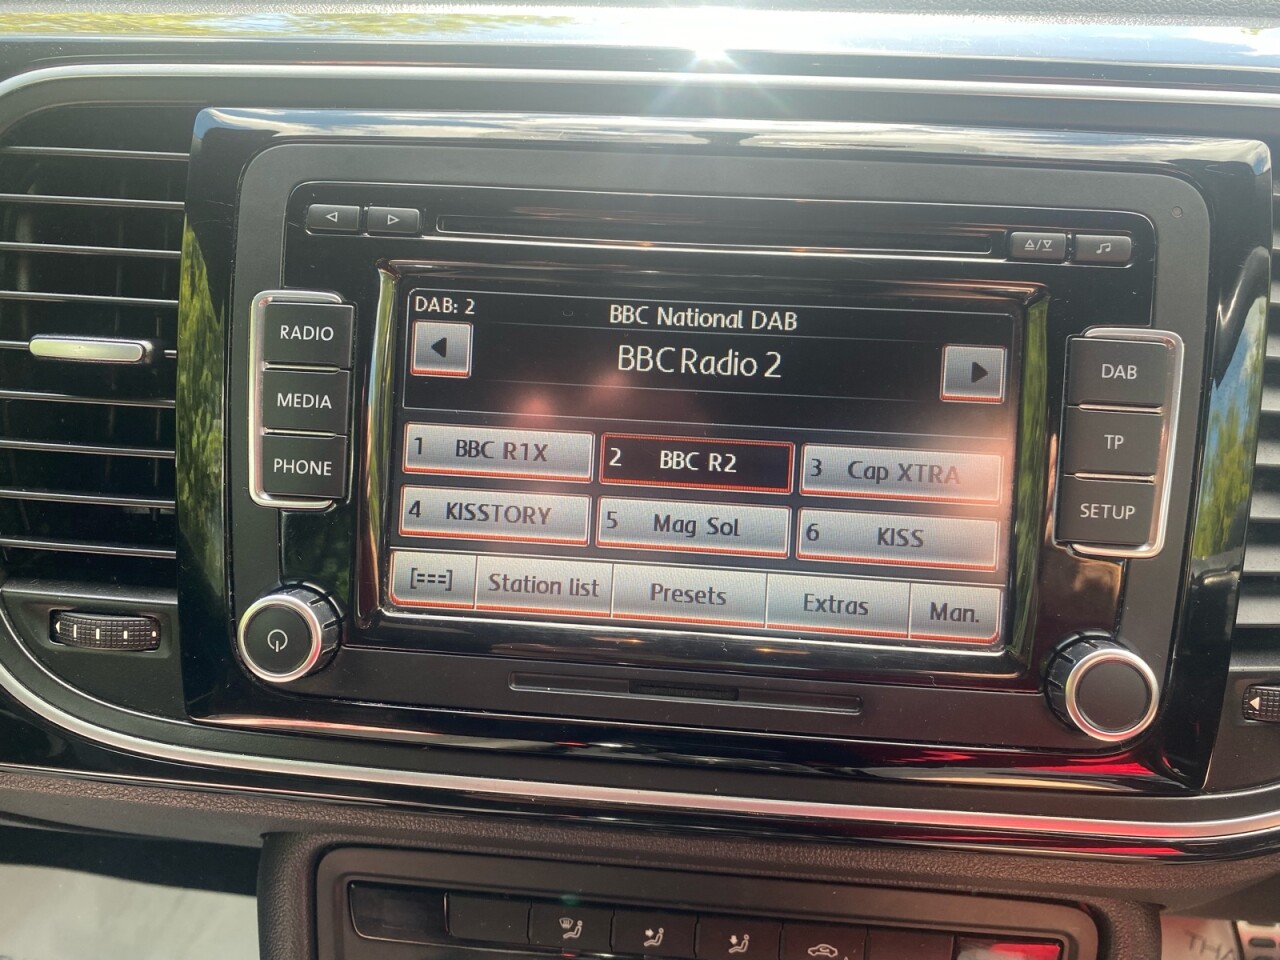 DAB: 2
BBC National DAB
BBC Radio 2
RADIO
MEDIA
PHONE
1 BBC R1X
2 BBC R2
3 Cap XTRA
4 KISSTORY
5 Mag Sol
6 KISS
Station list
Presets
Extras
Man.
DAB
TP
SETUP